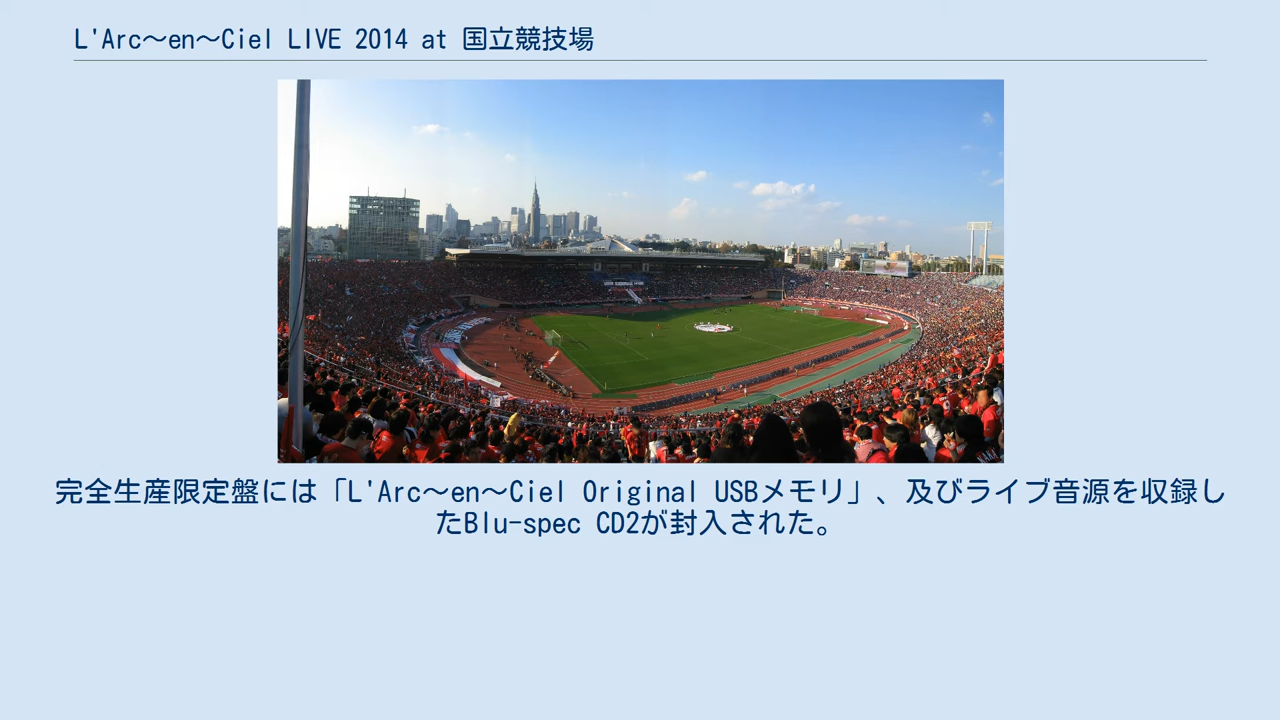 L'Arc～en～Ciel LIVE 2014 at 国立競技場
完全生産限定盤には「L'Arc～en～Ciel Original USBメモリ」、及びライブ音源を収録し
たBlu-spec CD2が封入された。